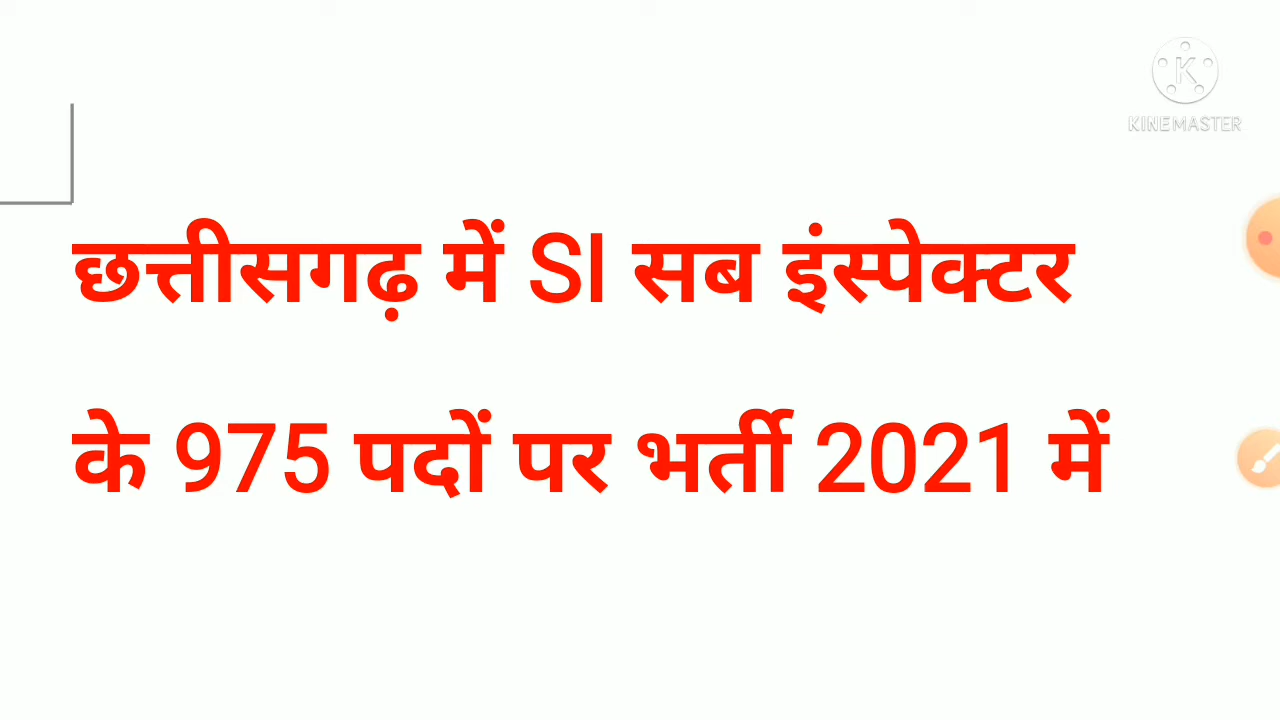 KINEMASTER
छत्तीसगढ़ में SI सब इंस्पेक्टर
के 975 पदों पर भर्ती 2021 में